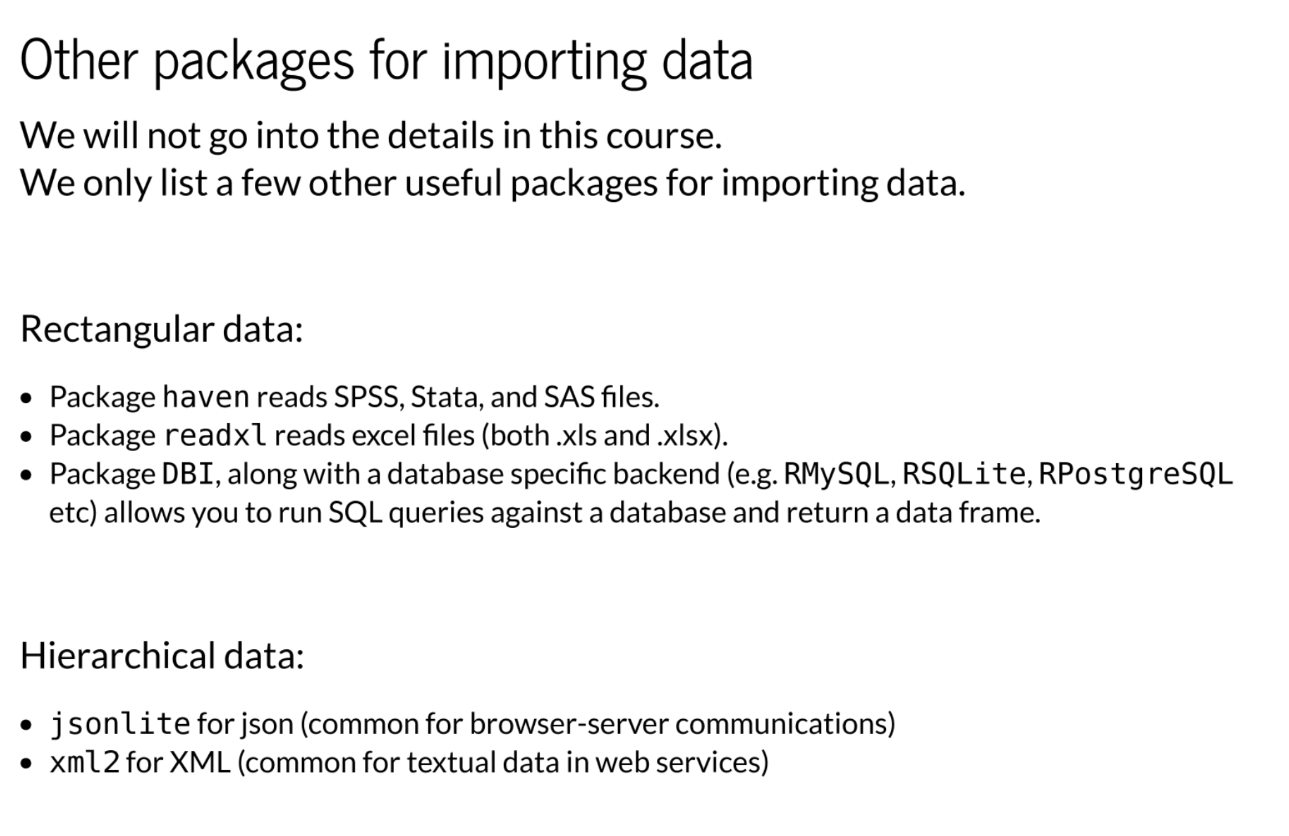 Other packages for importing data
We will not go into the details in this course.
We only list a few other useful packages for importing data.
Rectangular data:
• Package haven reads SPSS, Stata, and SAS files.
• Package readxl reads excel files (both .xls and .xlsx).
• Package DBI, along with a database specific backend (e.g. RMySQL, RSQLite, RPostgreSQL
etc) allows you to run SQL queries against a database and return a data frame.
Hierarchical data:
• jsonlite for json (common for browser-server communications)
• xml2 for XML (common for textual data in web services)